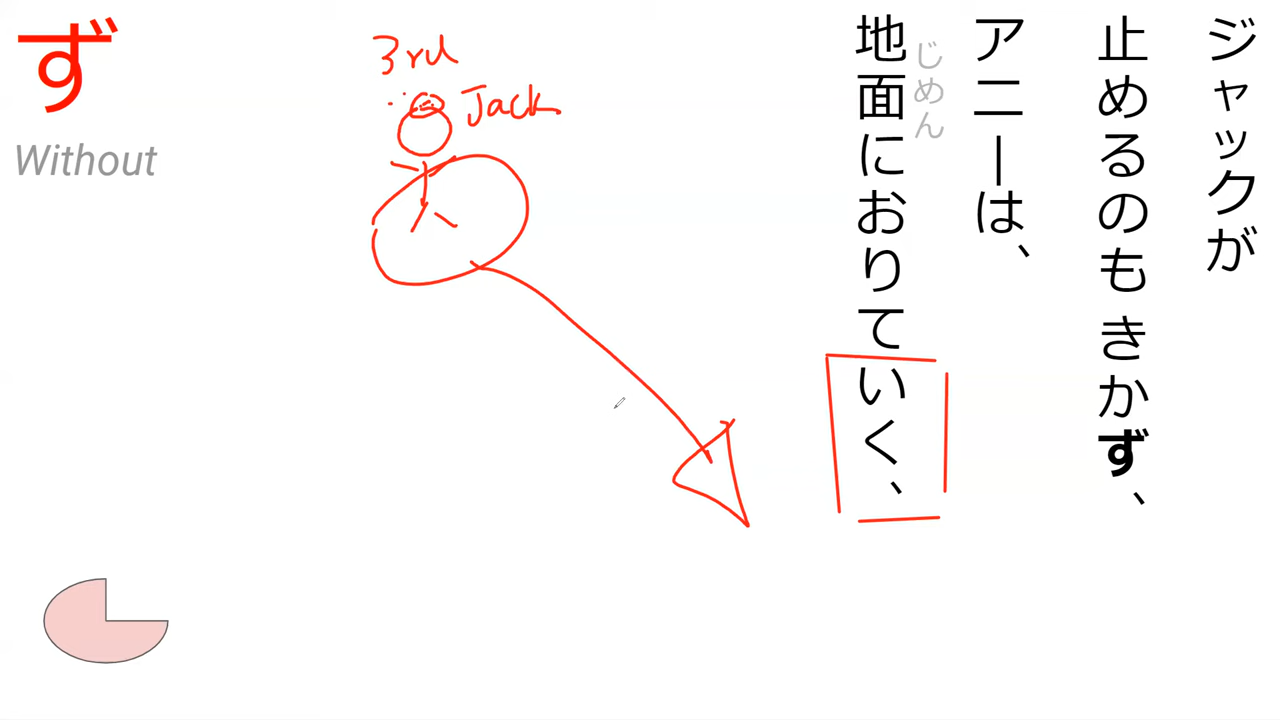 ず
Without
3rd
Jack
ジャックが
止めるのもきかず、
アニーは、
地面におりていく、
じめん